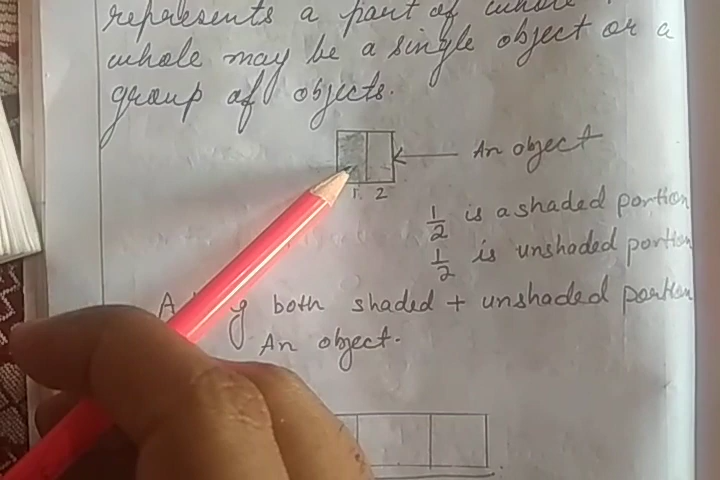 represents a part of whole
whole may be a single object or a
group of objects.
An object
1 2
1/2 is a shaded portion
1/2 is unshaded portion
both shaded + unshaded portion
An object.